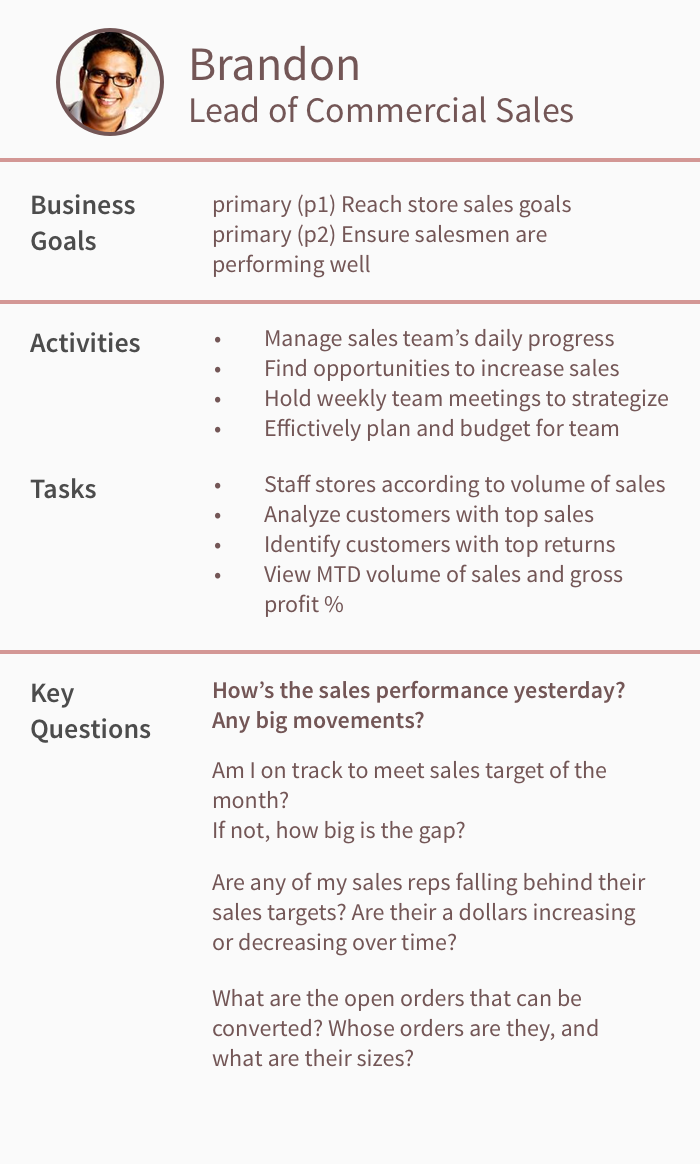 Brandon
Lead of Commercial Sales
Business
Goals
primary (p1) Reach store sales goals
primary (p2) Ensure salesmen are
performing well
Activities
• Manage sales team’s daily progress
• Find opportunities to increase sales
• Hold weekly team meetings to strategize
• Effictively plan and budget for team
Tasks
• Staff stores according to volume of sales
• Analyze customers with top sales
• Identify customers with top returns
• View MTD volume of sales and gross
profit %
Key
Questions
How’s the sales performance yesterday?
Any big movements?
Am I on track to meet sales target of the
month?
If not, how big is the gap?
Are any of my sales reps falling behind their
sales targets? Are their a dollars increasing
or decreasing over time?
What are the open orders that can be
converted? Whose orders are they, and
what are their sizes?